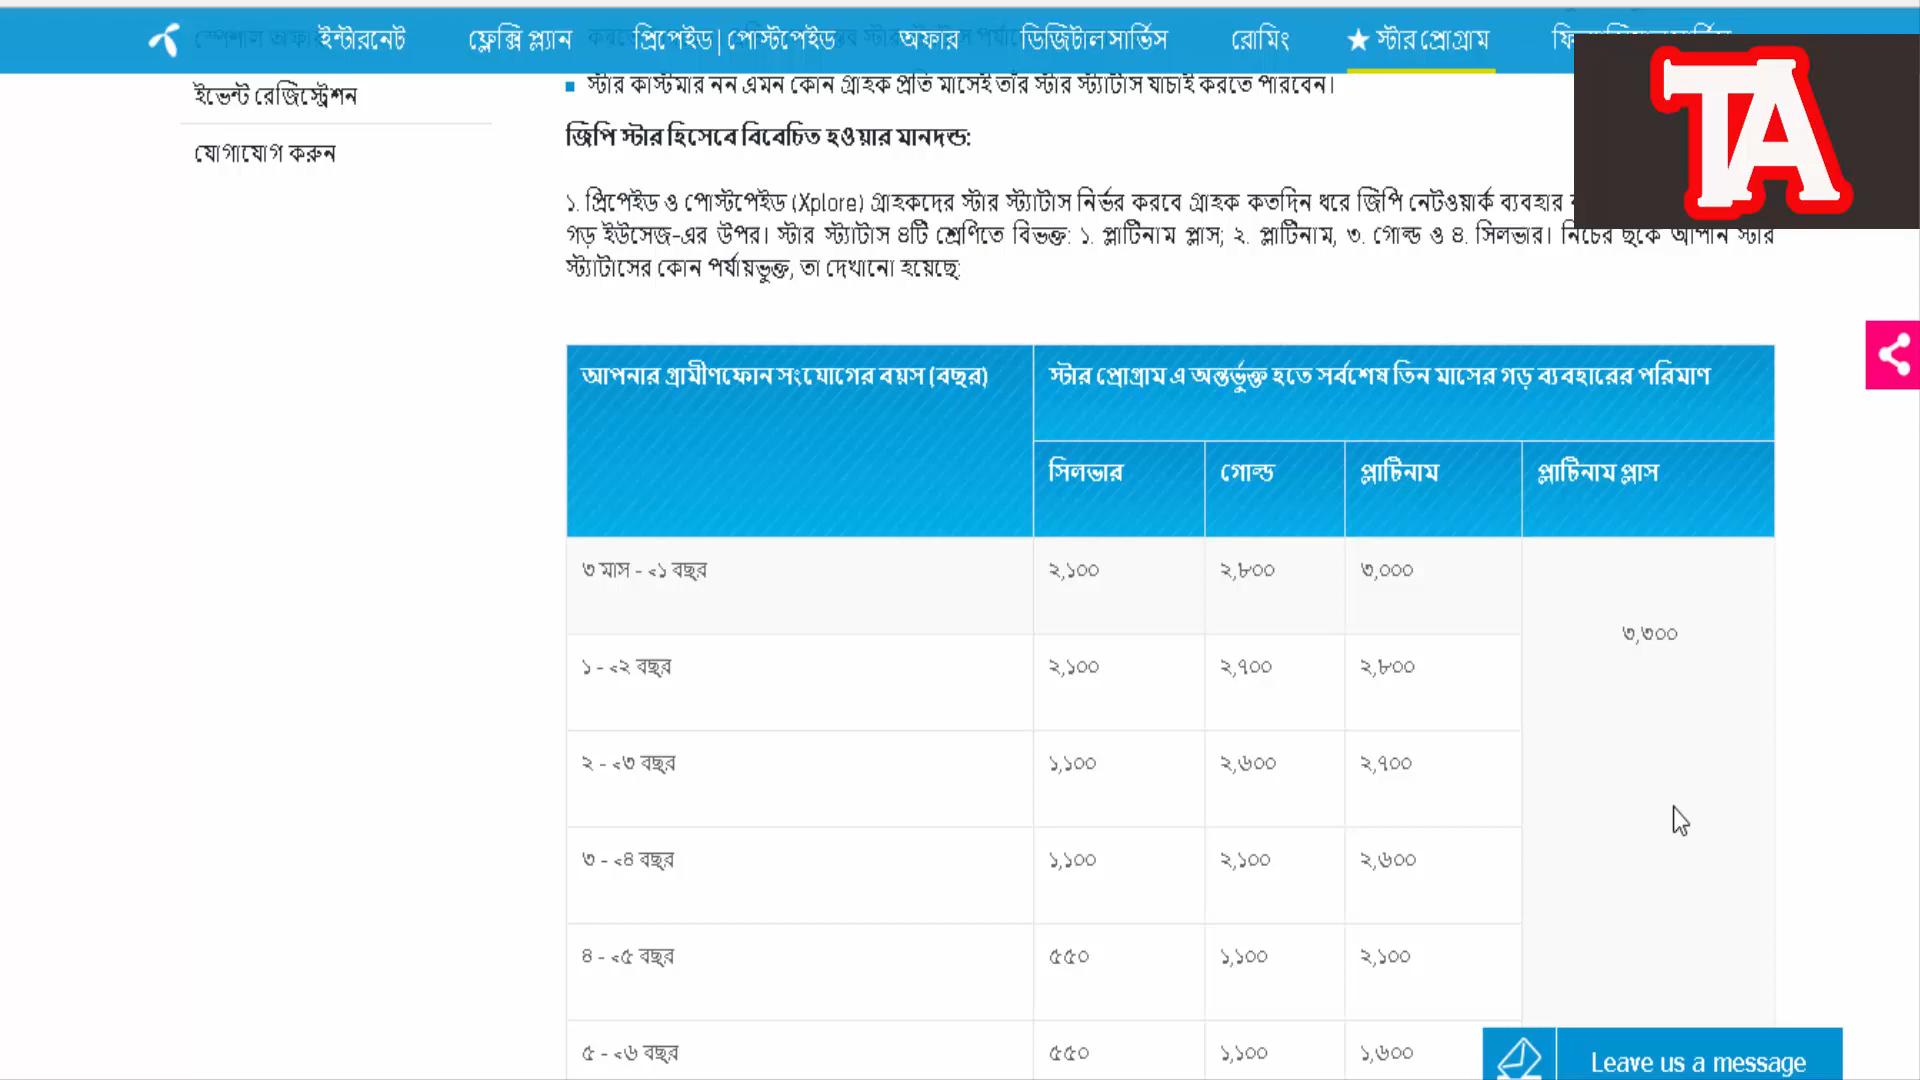 ইন্টারনেট ফ্লেক্সি প্ল্যান প্রিপেইড | পোস্টপেইড অফার ডিজিটাল সার্ভিস রোমিং ★ স্টার প্রোগ্রাম
TA
ইভেন্ট রেজিস্ট্রেশন
যোগাযোগ করুন
স্টার কাস্টমার নন এমন কোন গ্রাহক প্রতি মাসেই তাঁর স্টার স্ট্যাটাস যাচাই করতে পারবেন।
জিপি স্টার হিসেবে বিবেচিত হওয়ার মানদন্ড:
১. প্রিপেইড ও পোস্টপেইড (Xplore) গ্রাহকদের স্টার স্ট্যাটাস নির্ভর করবে গ্রাহক কতদিন ধরে জিপি নেটওয়ার্ক ব্যবহার
গড় ইউসেজ-এর উপর। স্টার স্ট্যাটাস ৪টি শ্রেণিতে বিভক্ত: ১. প্লাটিনাম প্লাস; ২. প্লাটিনাম, ৩. গোল্ড ও ৪. সিলভার। নিচের ছকে আপনি স্টার
স্ট্যাটাসের কোন পর্যায়ভুক্ত, তা দেখানো হয়েছে:
আপনার গ্রামীণফোন সংযোগের বয়স (বছর) স্টার প্রোগ্রাম এ অন্তর্ভুক্ত হতে সর্বশেষ তিন মাসের গড় ব্যবহারের পরিমাণ
সিলভার গোল্ড প্লাটিনাম প্লাটিনাম প্লাস
৩ মাস - <১ বছর ২,১০০ ২,৮০০ ৩,০০০
৩,৩০০
১ - <২ বছর ২,১০০ ২,৭০০ ২,৮০০
২ - <৩ বছর ১,১০০ ২,৬০০ ২,৭০০
৩ - <৪ বছর ১,১০০ ২,১০০ ২,৬০০
৪ - <৫ বছর ৫৫০ ১,১০০ ২,১০০
৫ - <৬ বছর ৫৫০ ১,১০০ ১,৬০০
Leave us a message